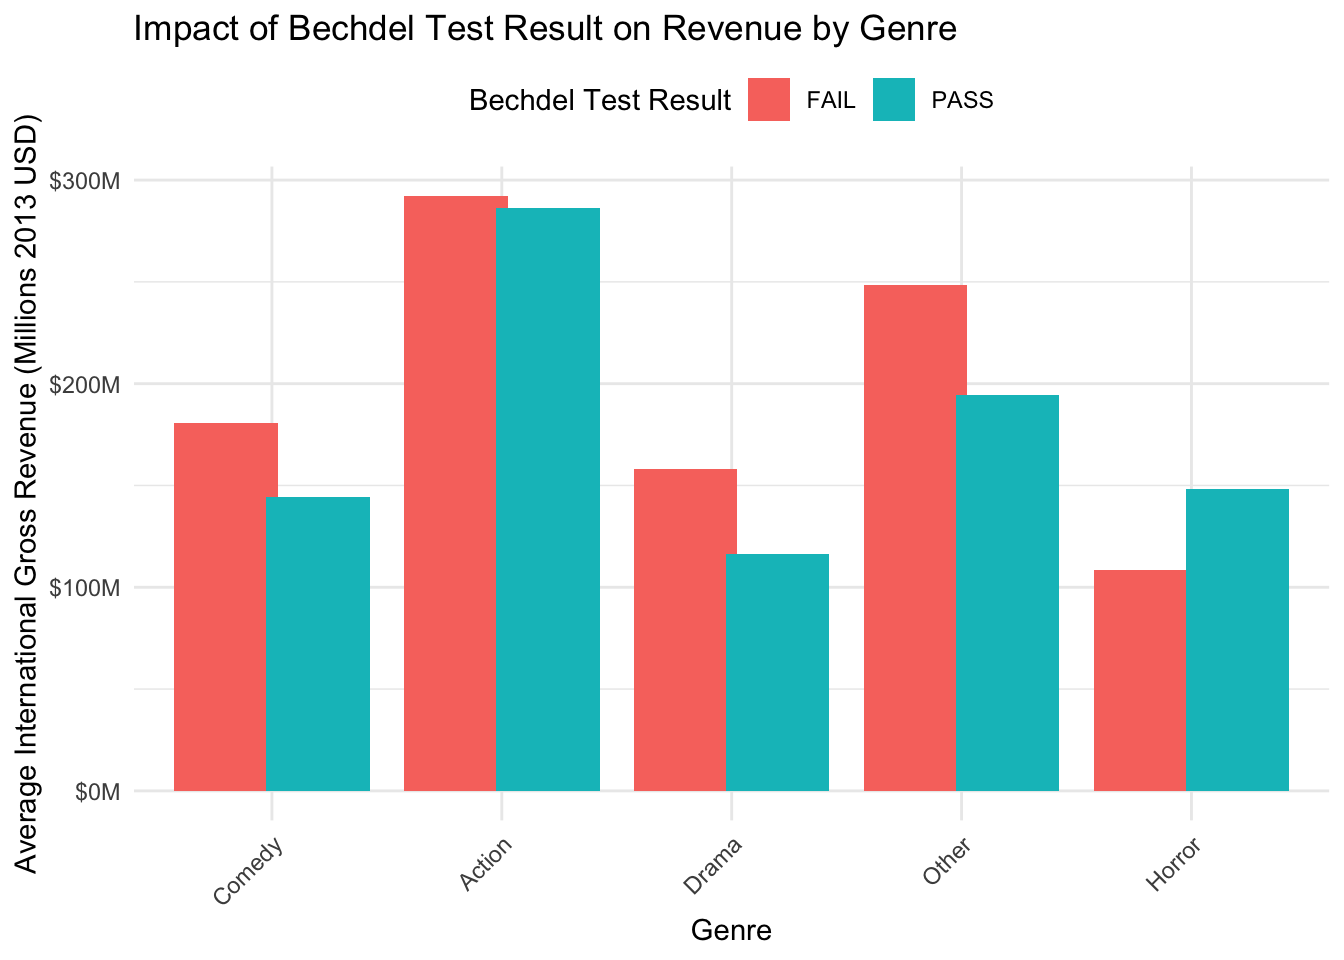 Impact of Bechdel Test Result on Revenue by Genre
Bechdel Test Result FAIL PASS
Average International Gross Revenue (Millions 2013 USD)
$300M
$200M
$100M
$0M
Comedy
Action
Drama
Other
Horror
Genre